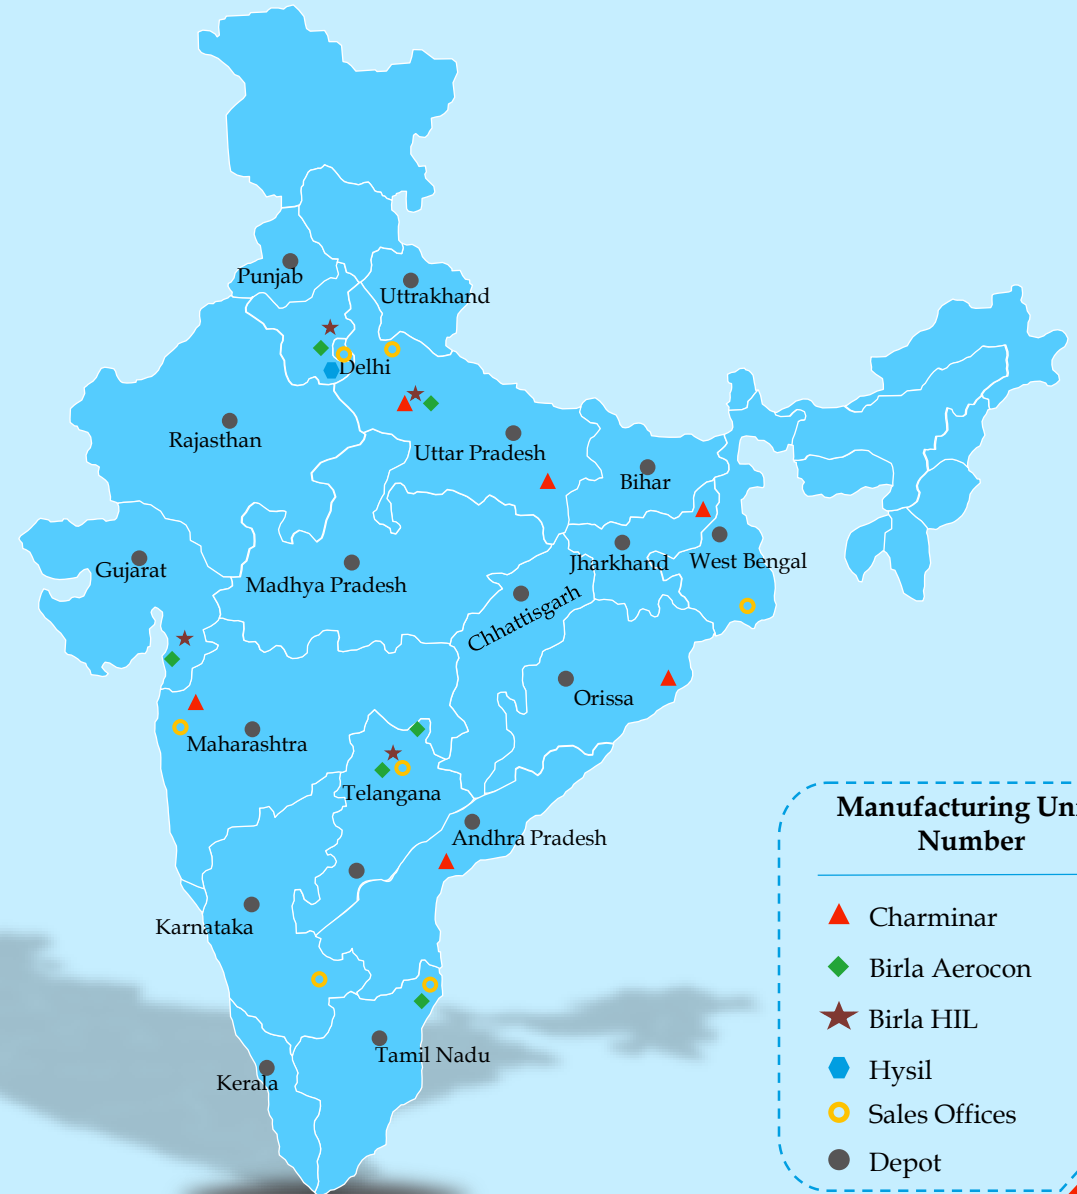 Punjab
Uttrakhand
Delhi
Rajasthan
Uttar Pradesh
Bihar
Gujarat
Madhya Pradesh
Jharkhand
West Bengal
Chhattisgarh
Orissa
Maharashtra
Telangana
Andhra Pradesh
Karnataka
Tamil Nadu
Kerala
Manufacturing Uni
Number
Charminar
Birla Aerocon
Birla HIL
Hysil
Sales Offices
Depot